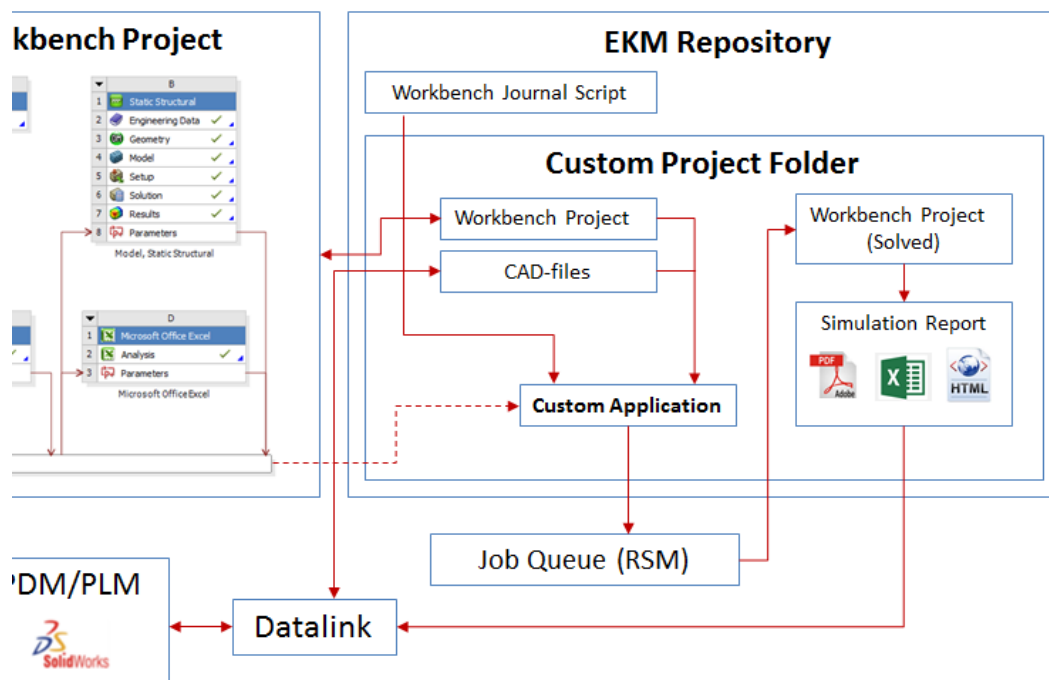 kbench Project
B
1 Static Structural
2 Engineering Data
3 Geometry
4 Model
5 Setup
6 Solution
7 Results
8 Parameters
Model, Static Structural
D
1 Microsoft Office Excel
2 Analysis
3 Parameters
Microsoft Office Excel
EKM Repository
Workbench Journal Script
Custom Project Folder
Workbench Project
CAD-files
Workbench Project
(Solved)
Simulation Report
PDF
Adobe
X
HTML
Custom Application
Job Queue (RSM)
PDM/PLM
DS
SolidWorks
Datalink